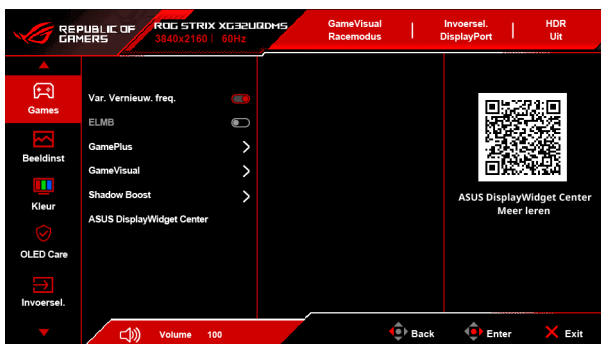 REPUBLIC OF
GAMERS
ROG STRIX XG32UQDMS
3840x2160 | 60Hz
GameVisual
Racemodus
Invoersel.
DisplayPort
HDR
Uit
Games
Beeldinst
Kleur
OLED Care
Invoersel.
Var. Vernieuw. freq.
ELMB
GamePlus
GameVisual
Shadow Boost
ASUS DisplayWidget Center
ASUS DisplayWidget Center
Meer leren
Volume 100
Back
Enter
Exit